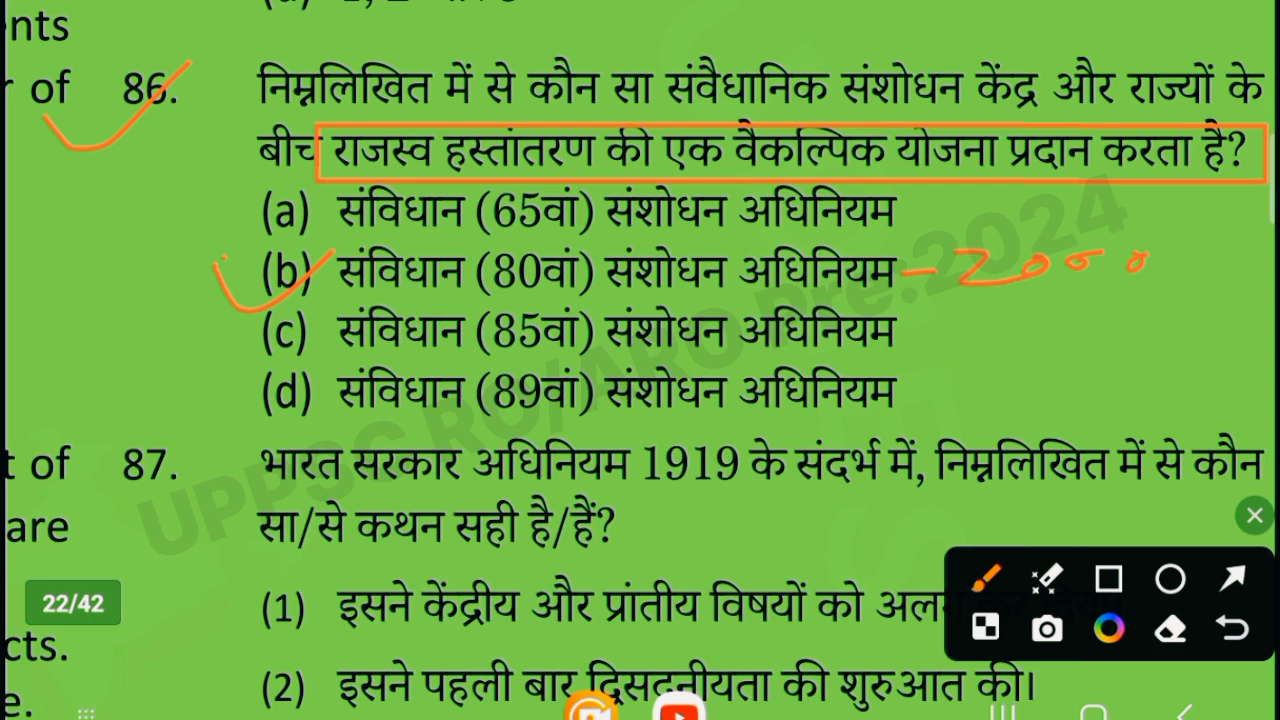 nts
r of
86. निम्नलिखित में से कौन सा संवैधानिक संशोधन केंद्र और राज्यों के
बीच राजस्व हस्तांतरण की एक वैकल्पिक योजना प्रदान करता है?
(a) संविधान (65वां) संशोधन अधिनियम
(b) संविधान (80वां) संशोधन अधिनियम - 2000
(c) संविधान (85वां) संशोधन अधिनियम
(d) संविधान (89वां) संशोधन अधिनियम
UPPSC RO/ARO Pre. 2024
t of
87. भारत सरकार अधिनियम 1919 के संदर्भ में, निम्नलिखित में से कौन
are
सा/से कथन सही है/हैं?
22/42
(1) इसने केंद्रीय और प्रांतीय विषयों को
cts.
(2) इसने पहली बार द्विसदनीयता की शुरुआत की।
e.